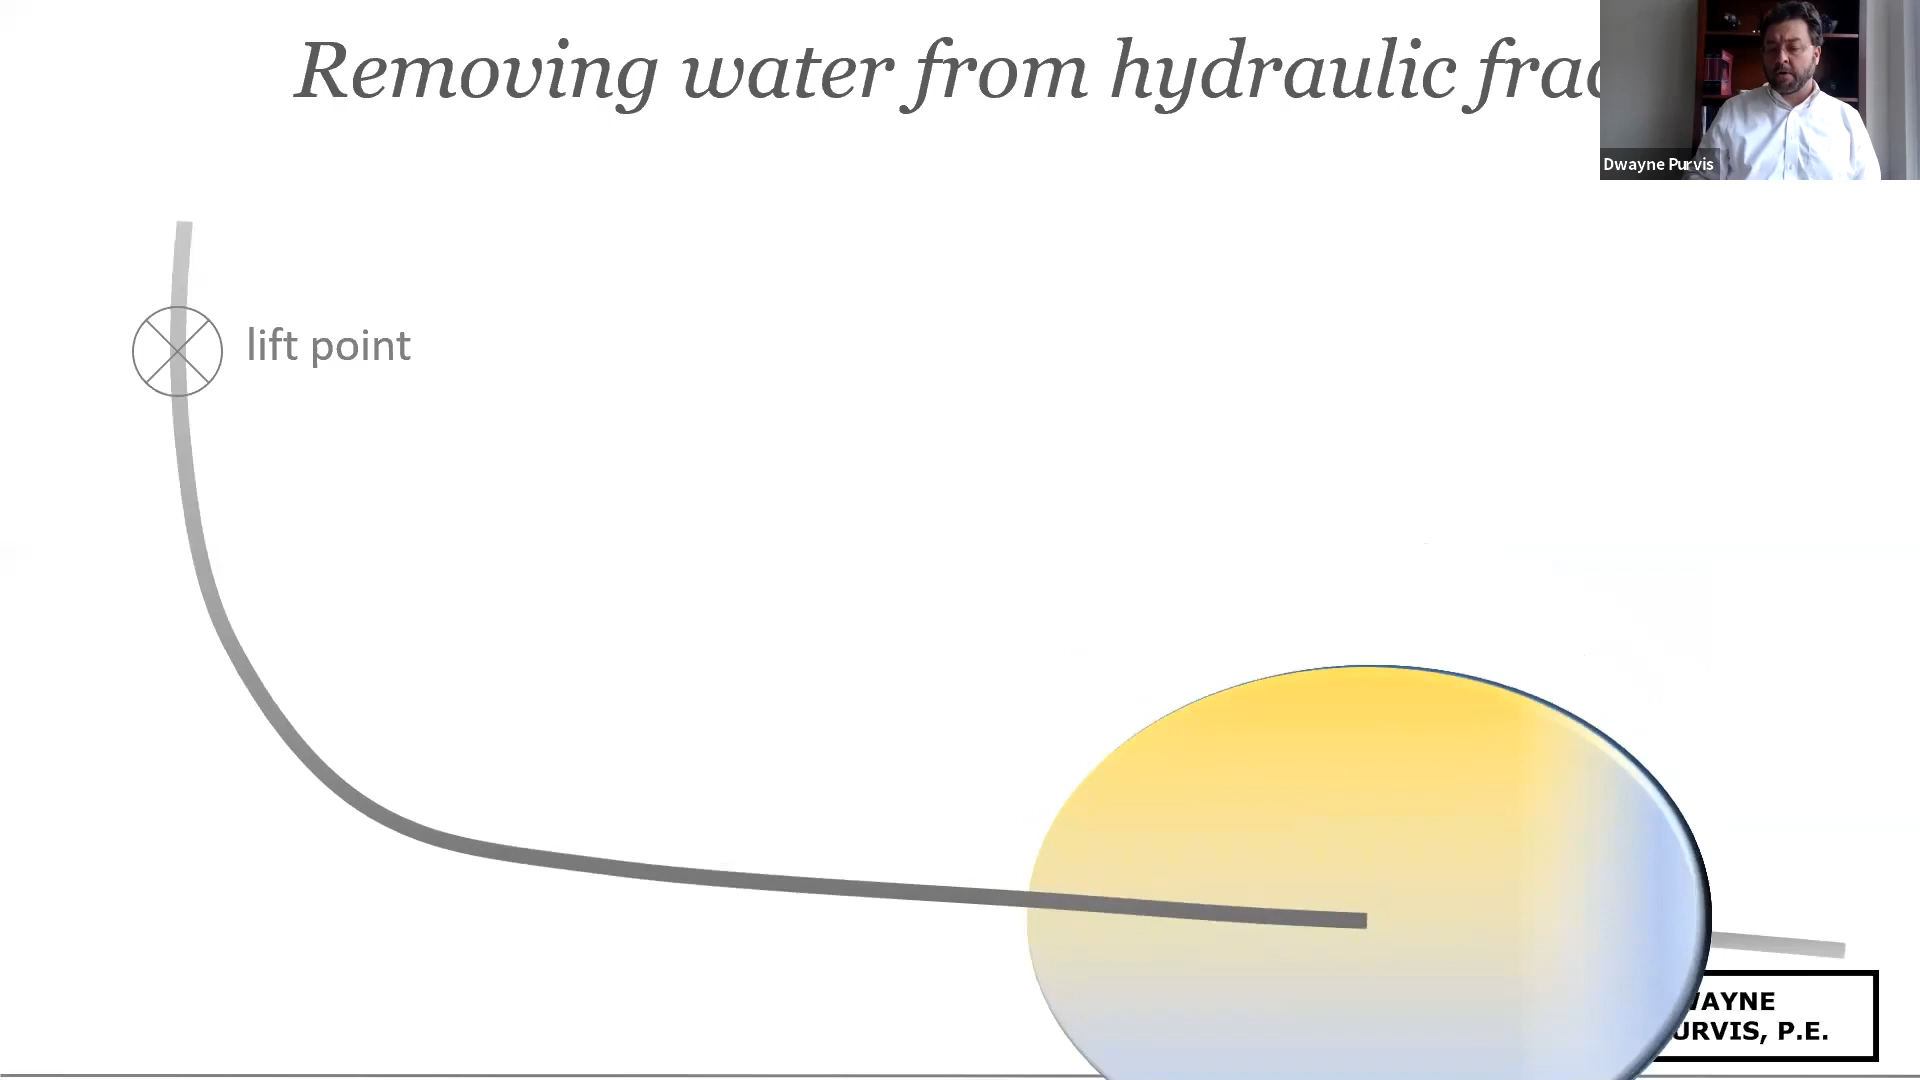 Removing water from hydraulic frac
Dwayne Purvis
lift point
WAYNE
URVIS, P.E.